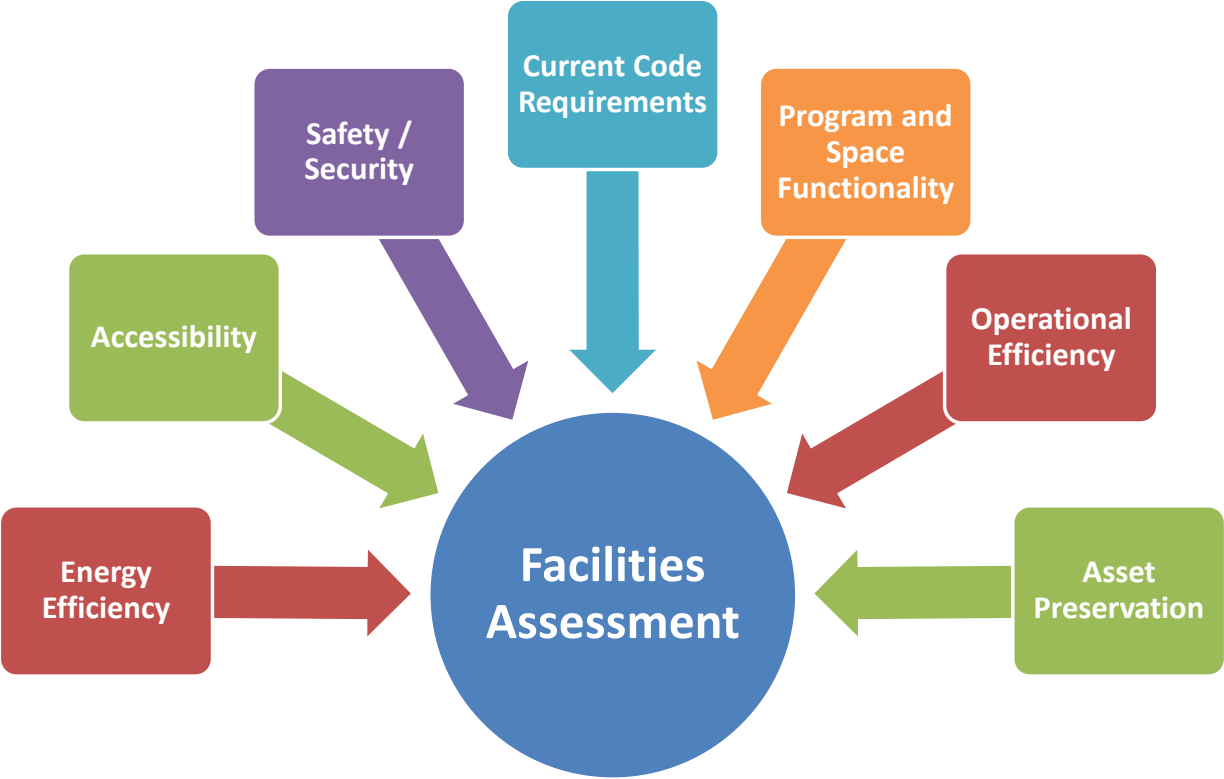 Current Code
Requirements
Safety /
Security
Program and
Space
Functionality
Accessibility
Operational
Efficiency
Energy
Efficiency
Facilities
Assessment
Asset
Preservation